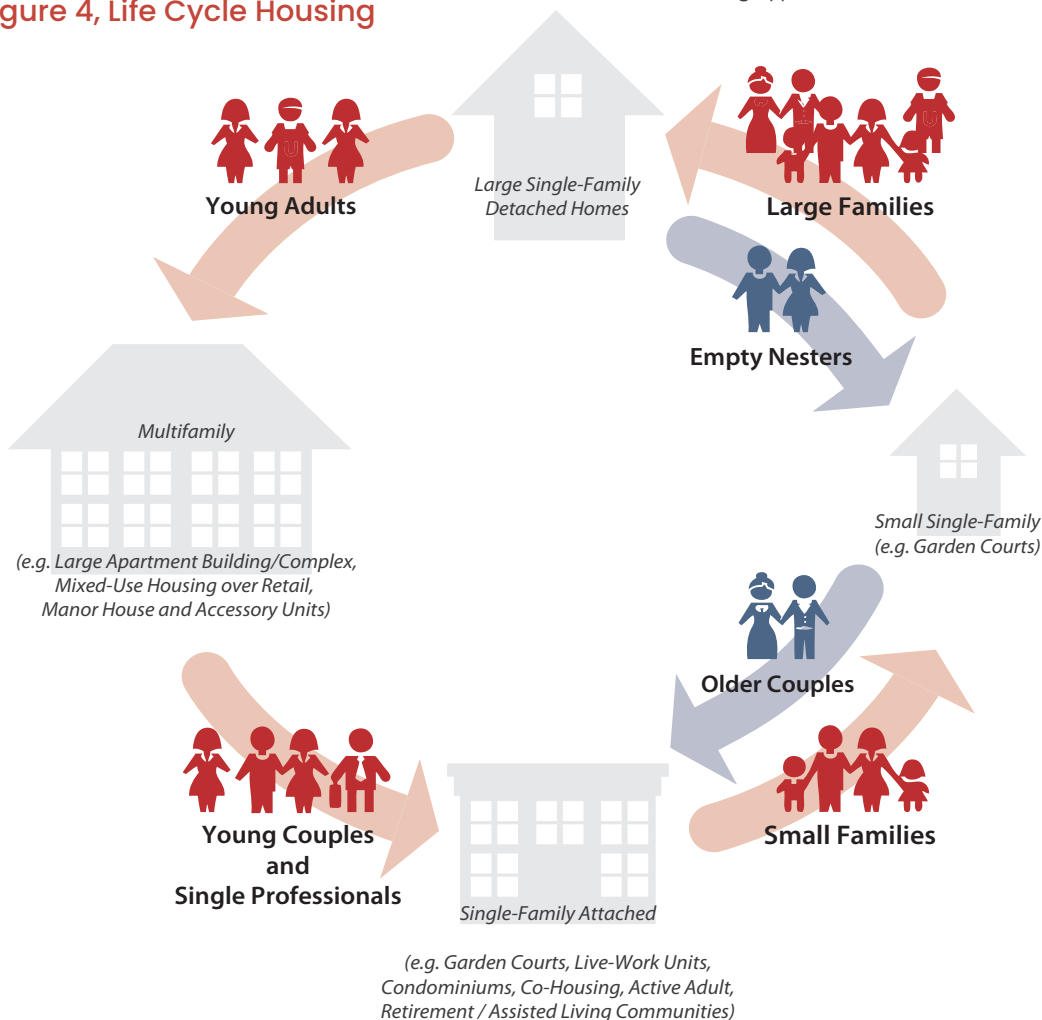 gure 4, Life Cycle Housing
Young Adults
Large Single-Family
Detached Homes
Large Families
Empty Nesters
Multifamily
(e.g. Large Apartment Building/Complex,
Mixed-Use Housing over Retail,
Manor House and Accessory Units)
Small Single-Family
(e.g. Garden Courts)
Older Couples
Young Couples
and
Single Professionals
Small Families
Single-Family Attached
(e.g. Garden Courts, Live-Work Units,
Condominiums, Co-Housing, Active Adult,
Retirement / Assisted Living Communities)